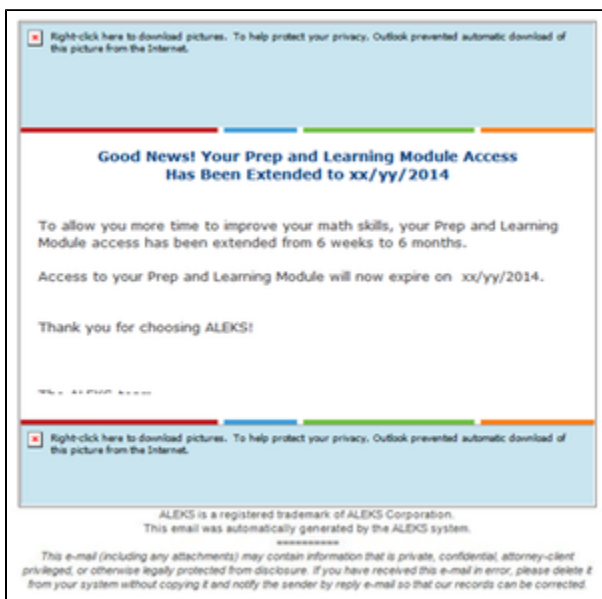 Right-click here to download pictures. To help protect your privacy, Outlook prevented automatic download of
this picture from the Internet.
Good News! Your Prep and Learning Module Access
Has Been Extended to xx/yy/2014
To allow you more time to improve your math skills, your Prep and Learning
Module access has been extended from 6 weeks to 6 months.
Access to your Prep and Learning Module will now expire on xx/yy/2014.
Thank you for choosing ALEKS!
The ALEKS team
Right-click here to download pictures. To help protect your privacy, Outlook prevented automatic download of
this picture from the Internet.
ALEKS is a registered trademark of ALEKS Corporation.
This email was automatically generated by the ALEKS system.
==========
This e-mail (including any attachments) may contain information that is private, confidential, attorney-client
privileged, or otherwise legally protected from disclosure. If you have received this e-mail in error, please delete it
from your system without copying it and notify the sender by reply e-mail so that our records can be corrected.